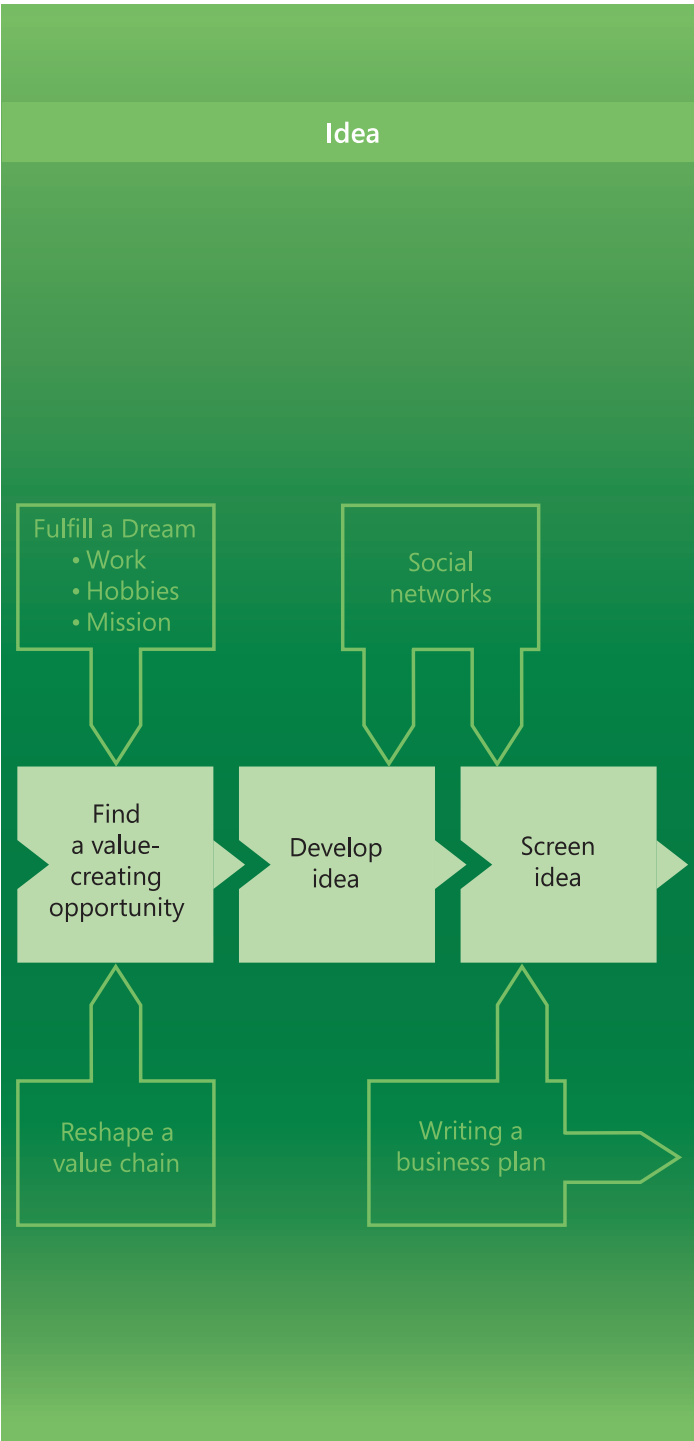 Idea
Fulfill a Dream
• Work
• Hobbies
• Mission
Social
networks
Find
a value-
creating
opportunity
Develop
idea
Screen
idea
Reshape a
value chain
Writing a
business plan